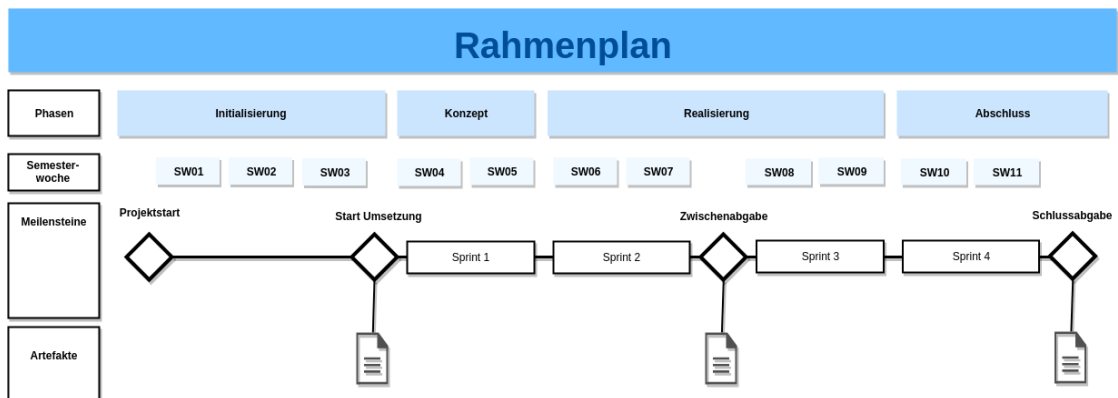 Rahmenplan
Phasen
Initialisierung
Konzept
Realisierung
Abschluss
Semester-
woche
SW01
SW02
SW03
SW04
SW05
SW06
SW07
SW08
SW09
SW10
SW11
Meilensteine
Projektstart
Start Umsetzung
Zwischenabgabe
Schlussabgabe
Sprint 1
Sprint 2
Sprint 3
Sprint 4
Artefakte